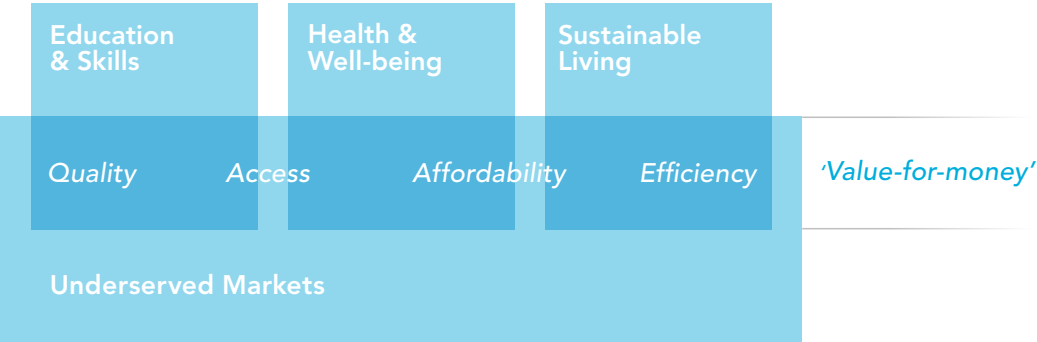 Education
& Skills
Health &
Well-being
Sustainable
Living
Quality Access Affordability Efficiency 'Value-for-money'
Underserved Markets